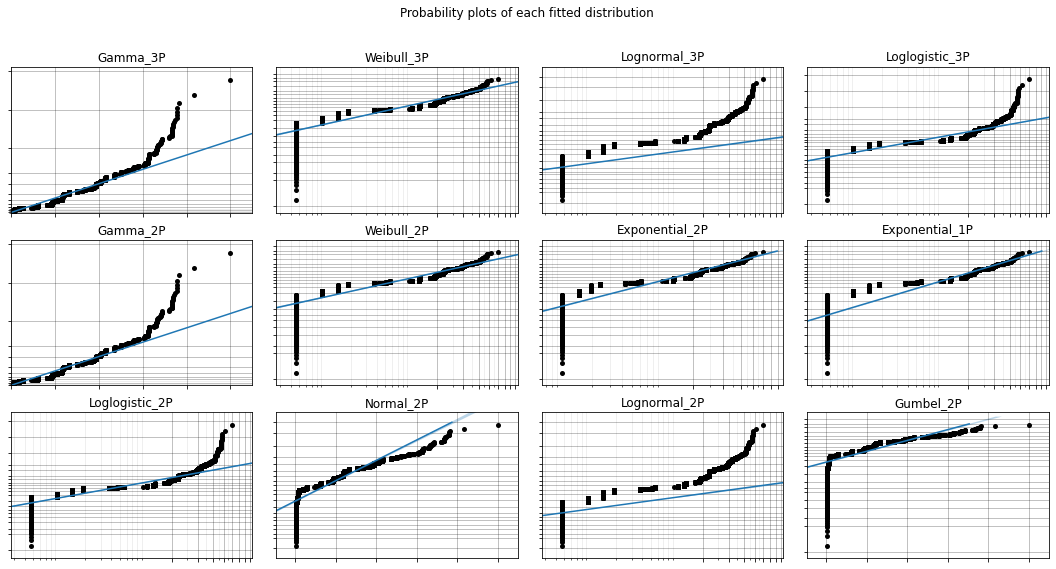 Probability plots of each fitted distribution
Gamma_3P
Weibull_3P
Lognormal_3P
Loglogistic_3P
Gamma_2P
Weibull_2P
Exponential_2P
Exponential_1P
Loglogistic_2P
Normal_2P
Lognormal_2P
Gumbel_2P